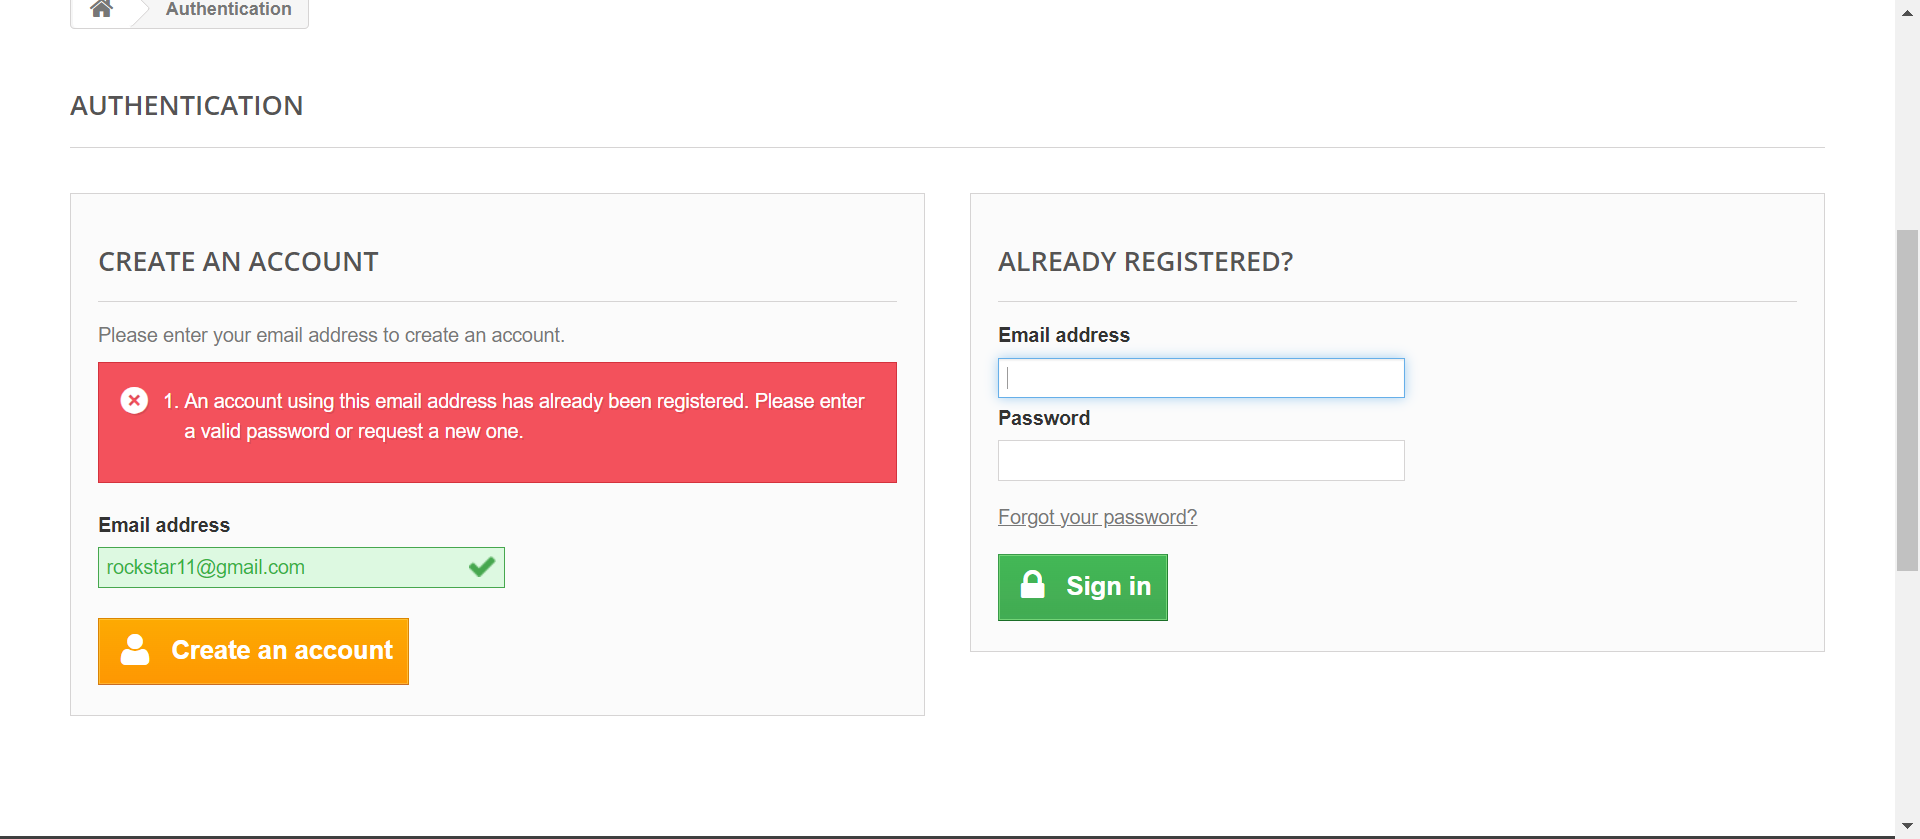 Authentication
AUTHENTICATION
CREATE AN ACCOUNT
Please enter your email address to create an account.
1. An account using this email address has already been registered. Please enter
a valid password or request a new one.
Email address
rockstar11@gmail.com
Create an account
ALREADY REGISTERED?
Email address
Password
Forgot your password?
Sign in